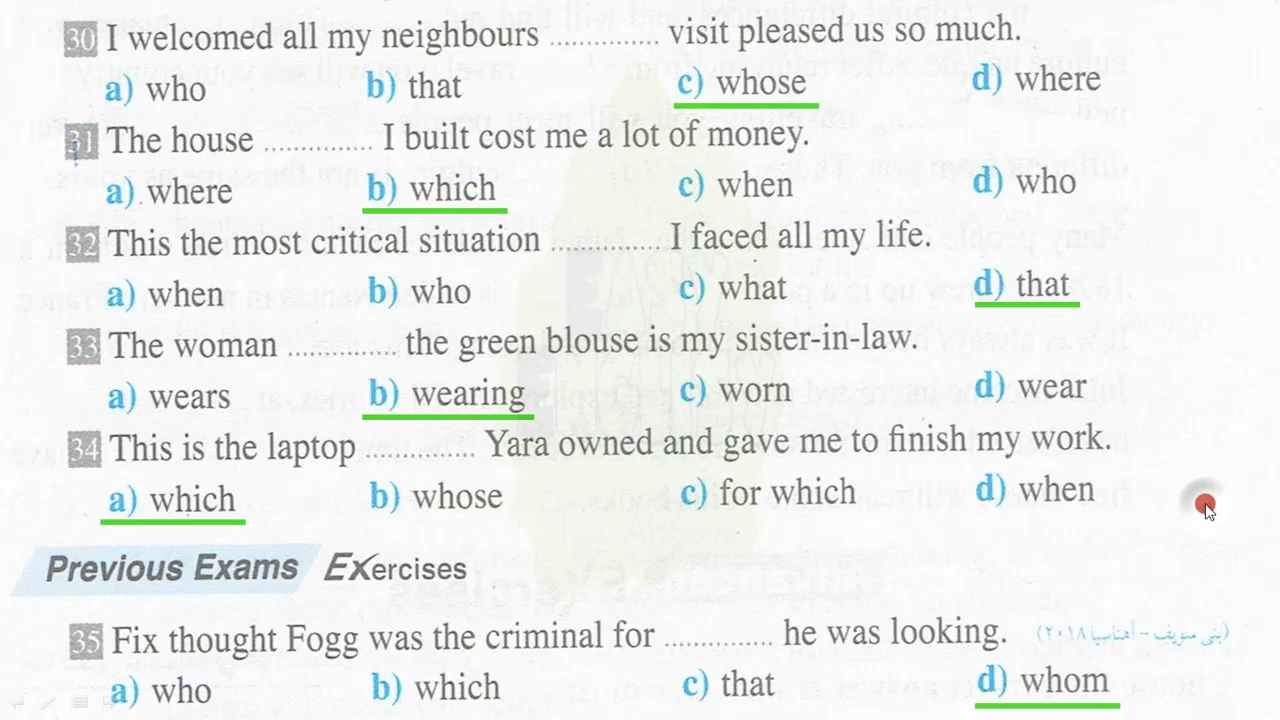 30 I welcomed all my neighbours ............ visit pleased us so much.
a) who b) that c) whose d) where
31 The house ............ I built cost me a lot of money.
a) where b) which c) when d) who
32 This the most critical situation ............ I faced all my life.
a) when b) who c) what d) that
33 The woman ............ the green blouse is my sister-in-law.
a) wears b) wearing c) worn d) wear
34 This is the laptop ............ Yara owned and gave me to finish my work.
a) which b) whose c) for which d) when
Previous Exams Exercises
35 Fix thought Fogg was the criminal for ............ he was looking. (بنى سويف - أهناسيا ٢٠١٨)
a) who b) which c) that d) whom